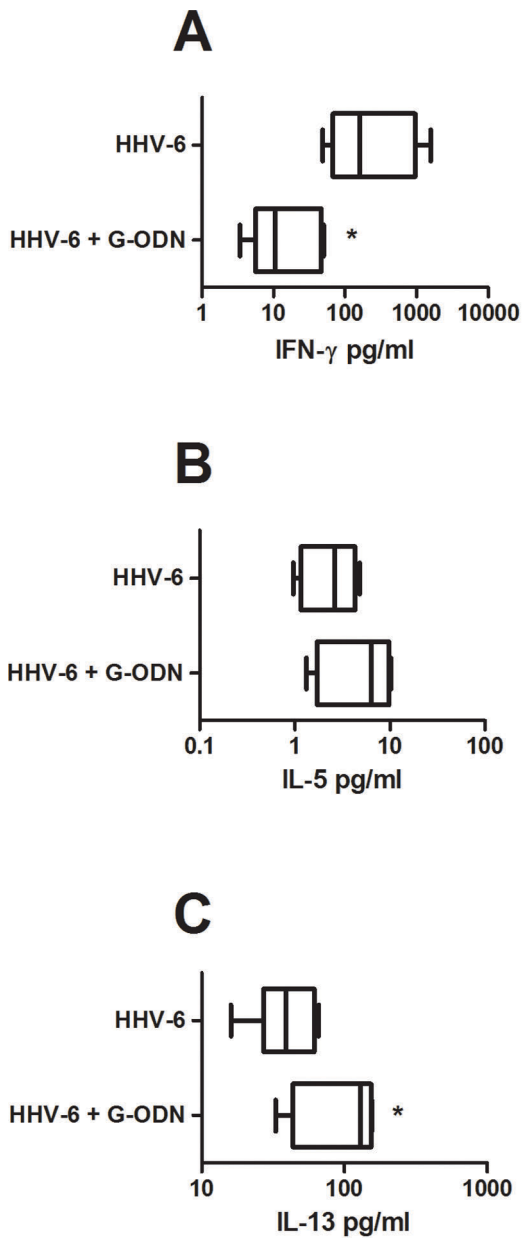 A
HHV-6
HHV-6 + G-ODN
*
1 10 100 1000 10000
IFN-γ pg/ml
B
HHV-6
HHV-6 + G-ODN
0.1 1 10 100
IL-5 pg/ml
C
HHV-6
HHV-6 + G-ODN
*
10 100 1000
IL-13 pg/ml